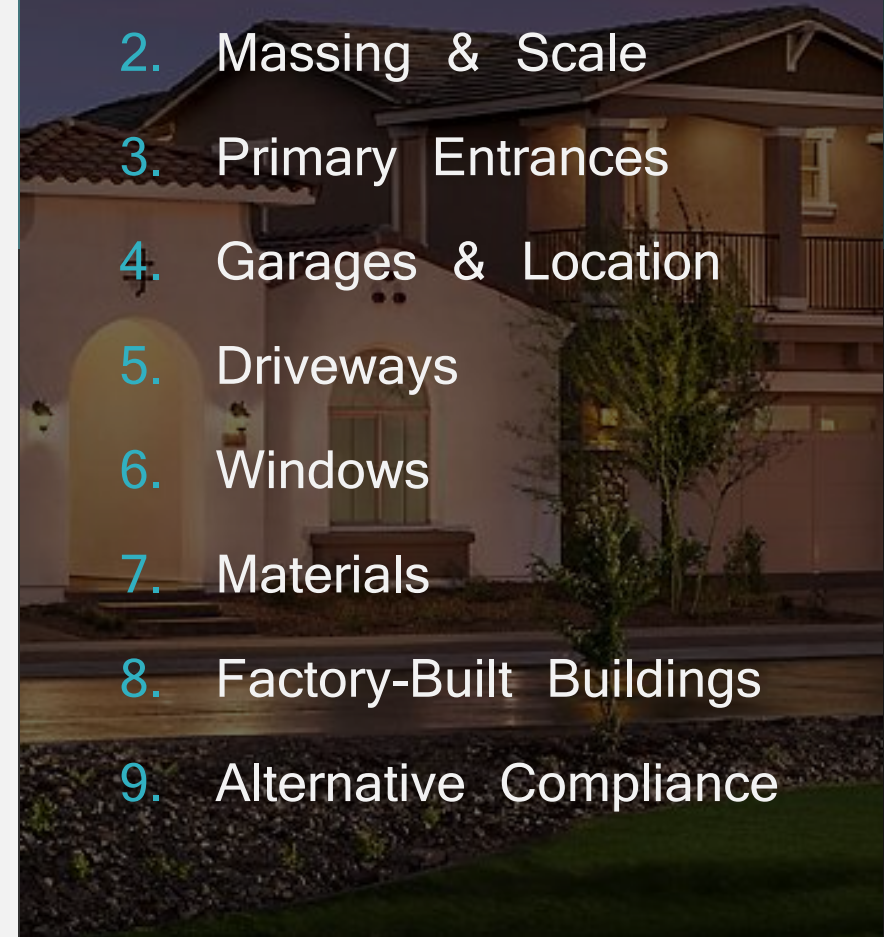 2. Massing & Scale
3. Primary Entrances
4. Garages & Location
5. Driveways
6. Windows
7. Materials
8. Factory-Built Buildings
9. Alternative Compliance